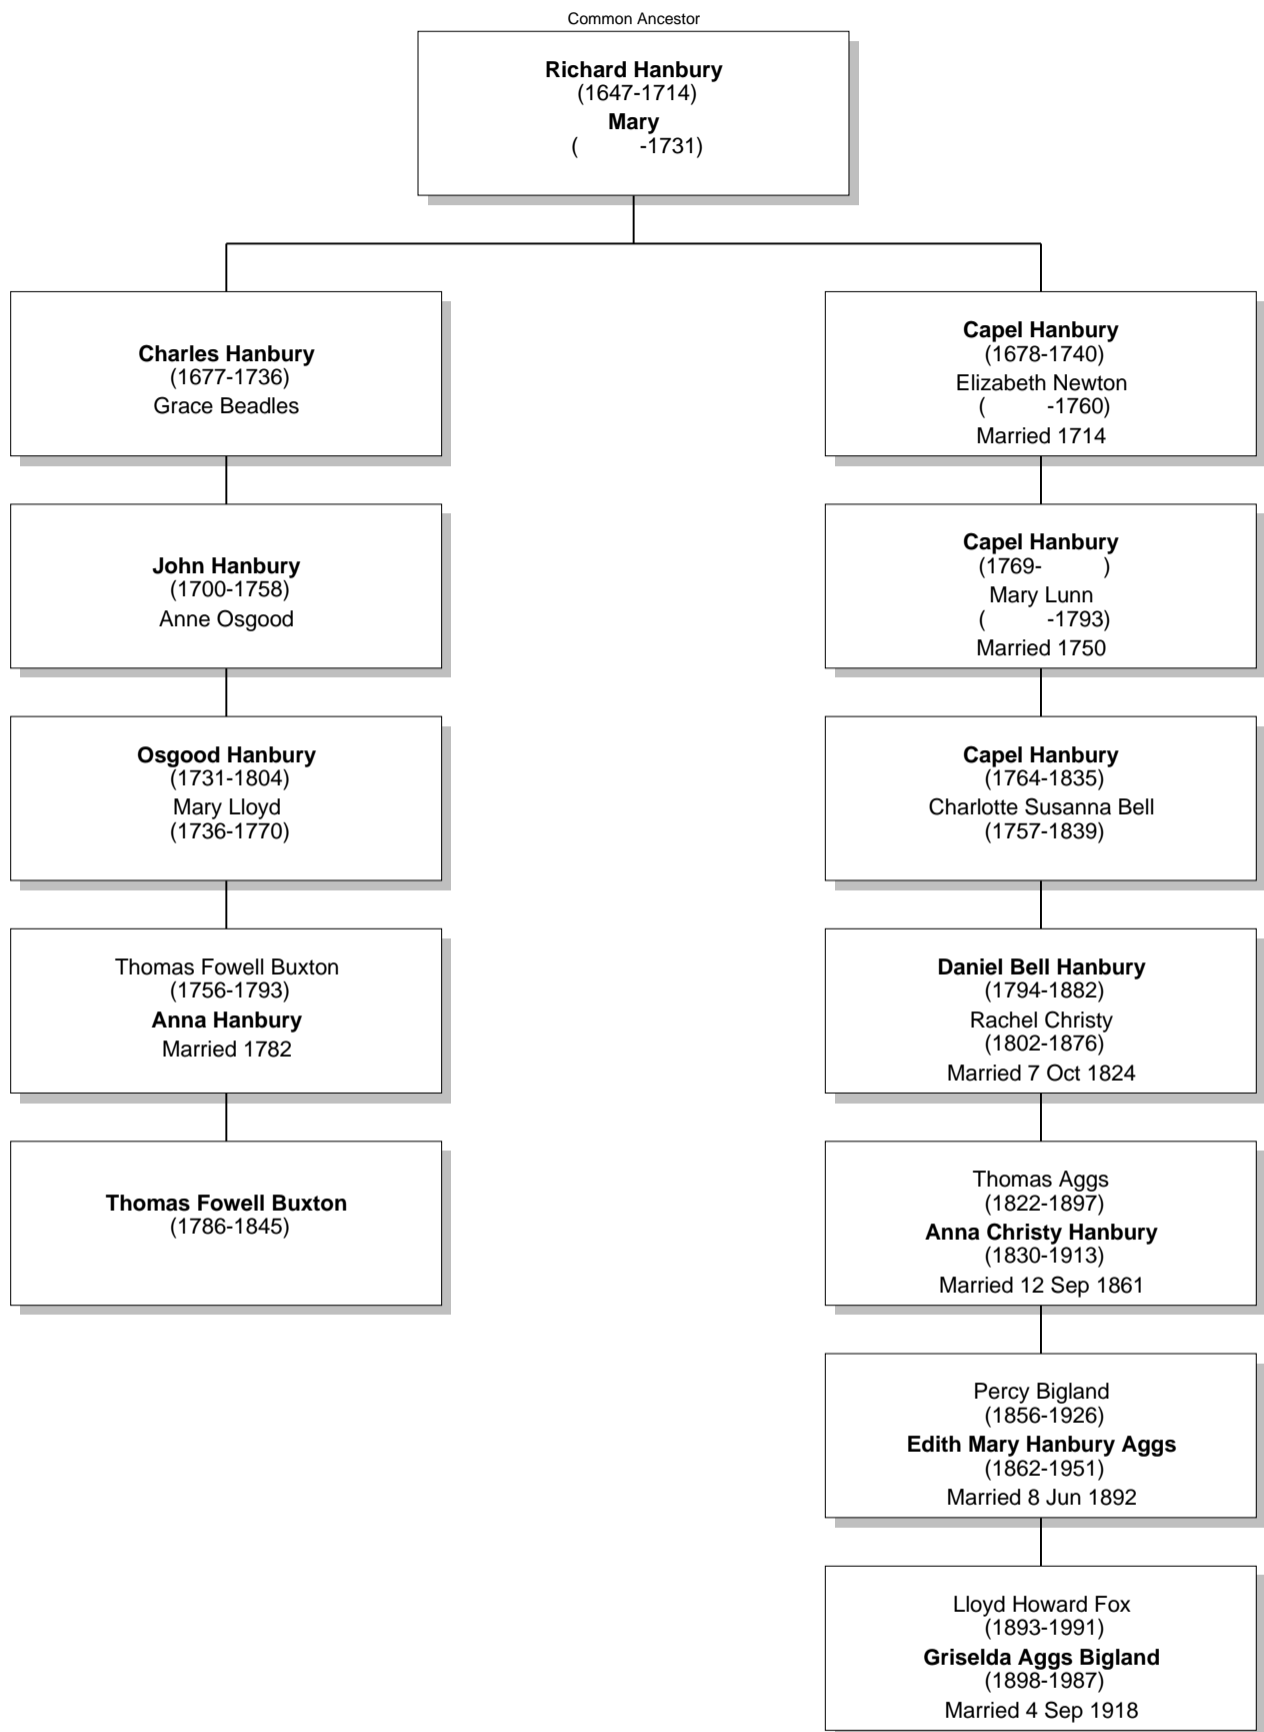 Common Ancestor
Richard Hanbury
(1647-1714)
Mary
( -1731)
Charles Hanbury
(1677-1736)
Grace Beadles
Capel Hanbury
(1678-1740)
Elizabeth Newton
( -1760)
Married 1714
John Hanbury
(1700-1758)
Anne Osgood
Capel Hanbury
(1769- )
Mary Lunn
( -1793)
Married 1750
Osgood Hanbury
(1731-1804)
Mary Lloyd
(1736-1770)
Capel Hanbury
(1764-1835)
Charlotte Susanna Bell
(1757-1839)
Thomas Fowell Buxton
(1756-1793)
Anna Hanbury
Married 1782
Daniel Bell Hanbury
(1794-1882)
Rachel Christy
(1802-1876)
Married 7 Oct 1824
Thomas Fowell Buxton
(1786-1845)
Thomas Aggs
(1822-1897)
Anna Christy Hanbury
(1830-1913)
Married 12 Sep 1861
Percy Bigland
(1856-1926)
Edith Mary Hanbury Aggs
(1862-1951)
Married 8 Jun 1892
Lloyd Howard Fox
(1893-1991)
Griselda Aggs Bigland
(1898-1987)
Married 4 Sep 1918